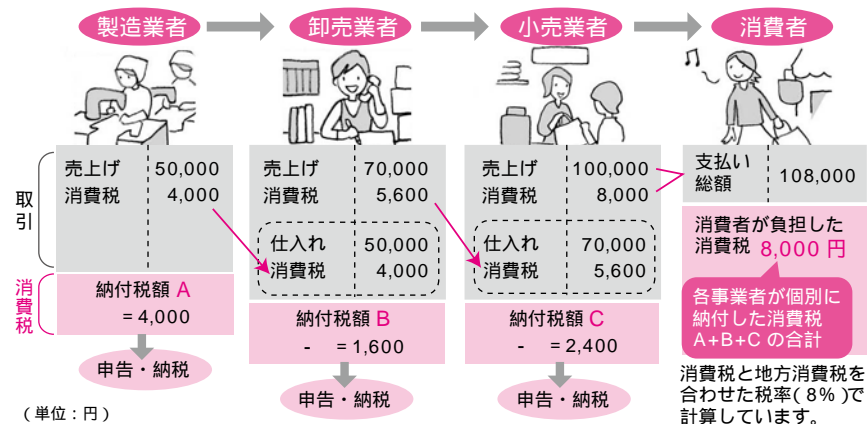 製造業者
卸売業者
小売業者
消費者
取引
売上げ 50,000
消費税 4,000
売上げ 70,000
消費税 5,600
仕入れ 50,000
消費税 4,000
売上げ 100,000
消費税 8,000
仕入れ 70,000
消費税 5,600
支払い
総額
108,000
消費者が負担した
消費税 8,000 円
各事業者が個別に
納付した消費税
A+B+C の合計
消費税
納付税額 A
=4,000
納付税額 B
- =1,600
納付税額 C
- =2,400
申告・納税
申告・納税
申告・納税
(単位:円)
消費税と地方消費税を
合わせた税率(8%)で
計算しています。